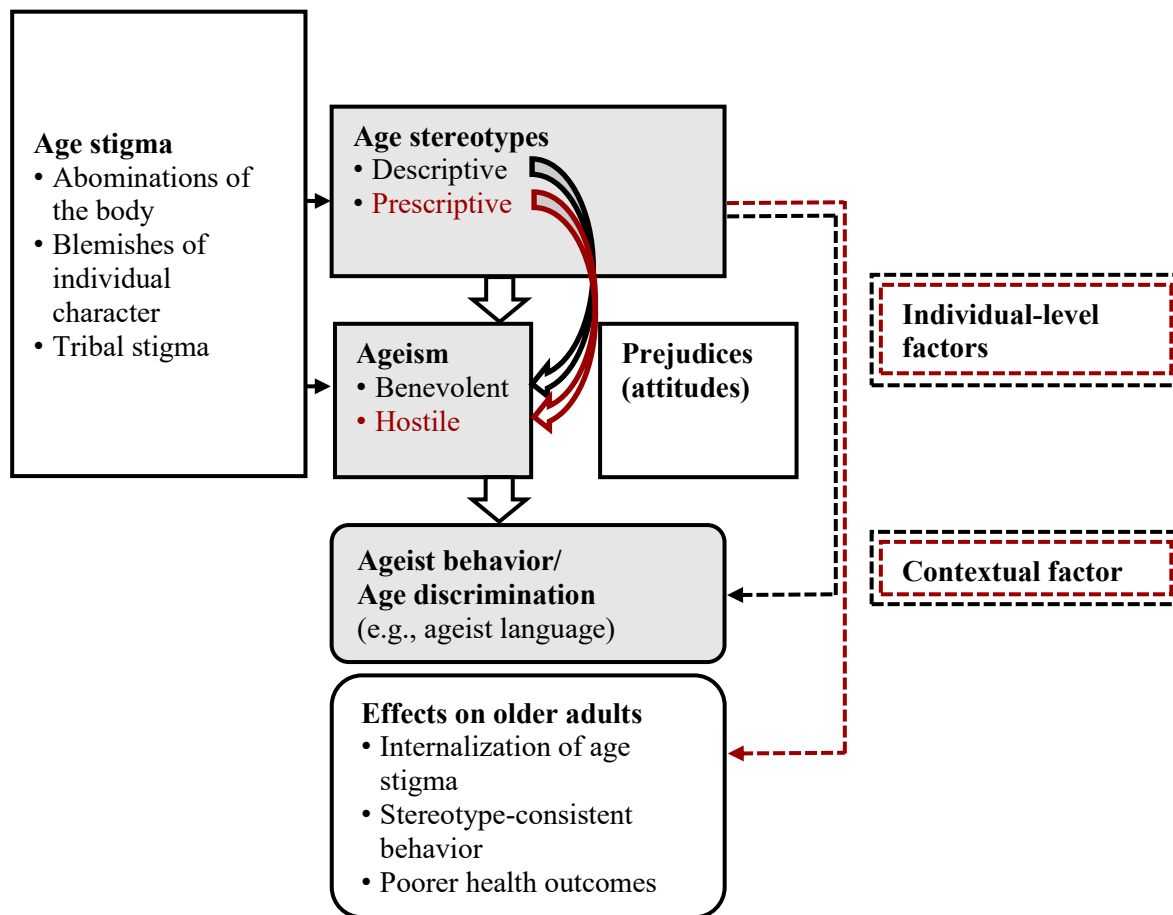 Age stigma
• Abominations of
the body
• Blemishes of
individual
character
• Tribal stigma
Age stereotypes
• Descriptive
• Prescriptive
Ageism
• Benevolent
• Hostile
Prejudices
(attitudes)
Ageist behavior/
Age discrimination
(e.g., ageist language)
Effects on older adults
• Internalization of age
stigma
• Stereotype-consistent
behavior
• Poorer health outcomes
Individual-level
factors
Contextual factor